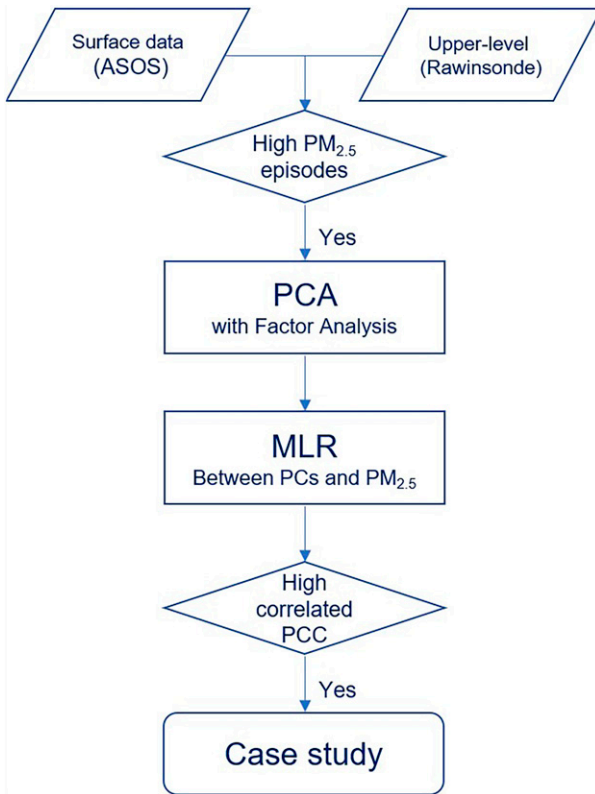 Surface data
(ASOS)
Upper-level
(Rawinsonde)
High PM₂.₅
episodes
Yes
PCA
with Factor Analysis
MLR
Between PCs and PM₂.₅
High
correlated
PCC
Yes
Case study